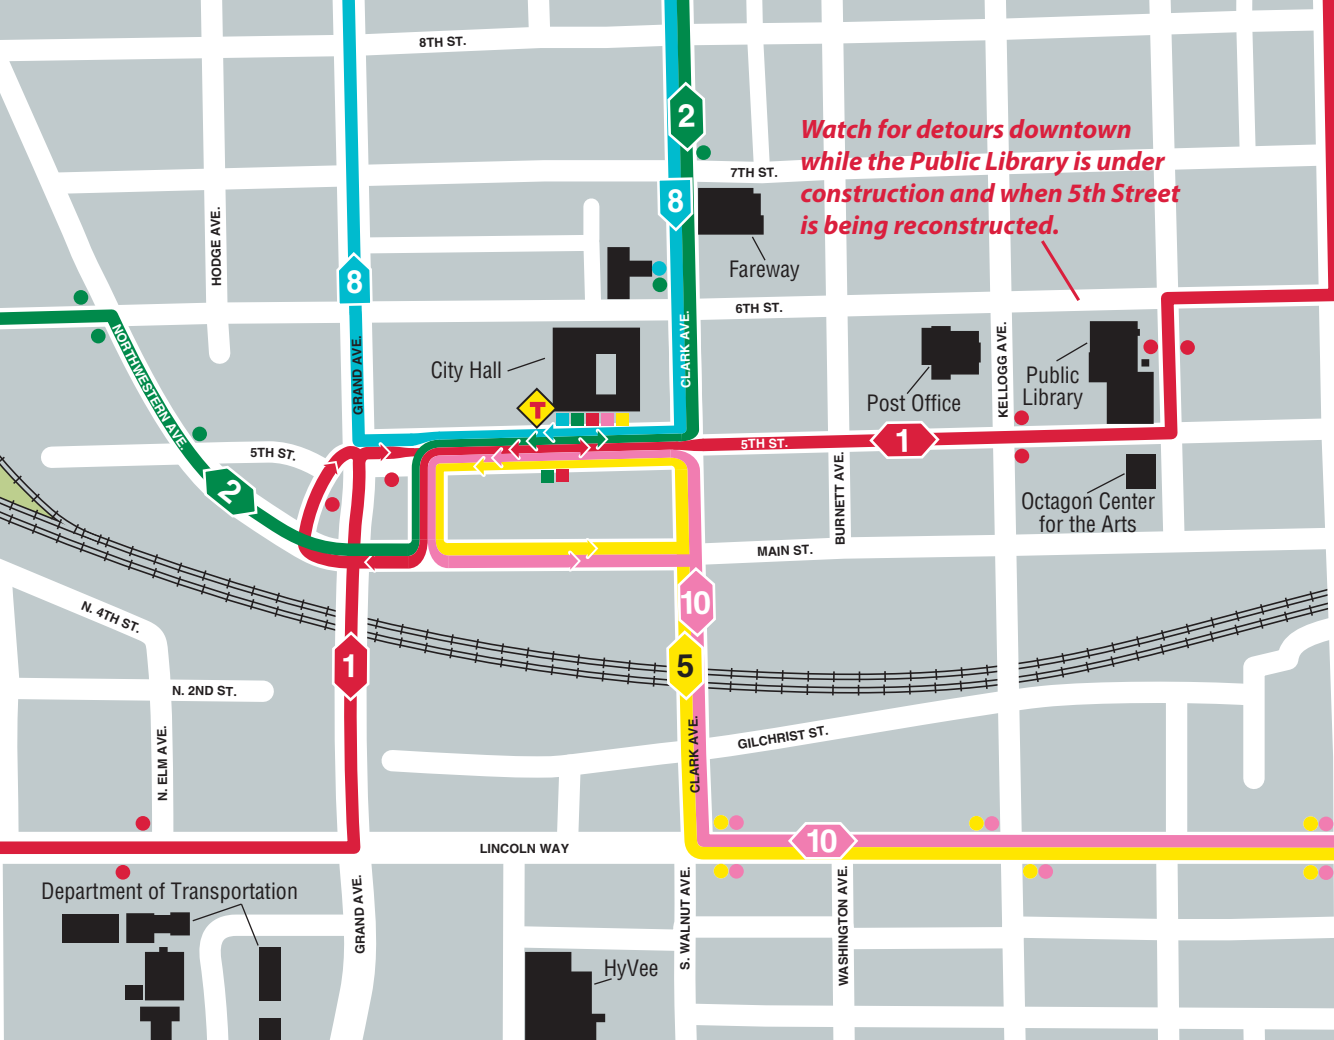 8TH ST.
2
Watch for detours downtown
while the Public Library is under
construction and when 5th Street
is being reconstructed.
7TH ST.
8
HODGE AVE.
Fareway
8
6TH ST.
NORTHWESTERN AVE.
GRAND AVE.
CLARK AVE.
City Hall
KELLOGG AVE.
Post Office
Public
Library
T
5TH ST.
1
5TH ST.
BURNETT AVE.
2
Octagon Center
for the Arts
MAIN ST.
10
N. 4TH ST.
1
5
N. 2ND ST.
CLARK AVE.
GILCHRIST ST.
N. ELM AVE.
10
LINCOLN WAY
Department of Transportation
GRAND AVE.
S. WALNUT AVE.
WASHINGTON AVE.
HyVee